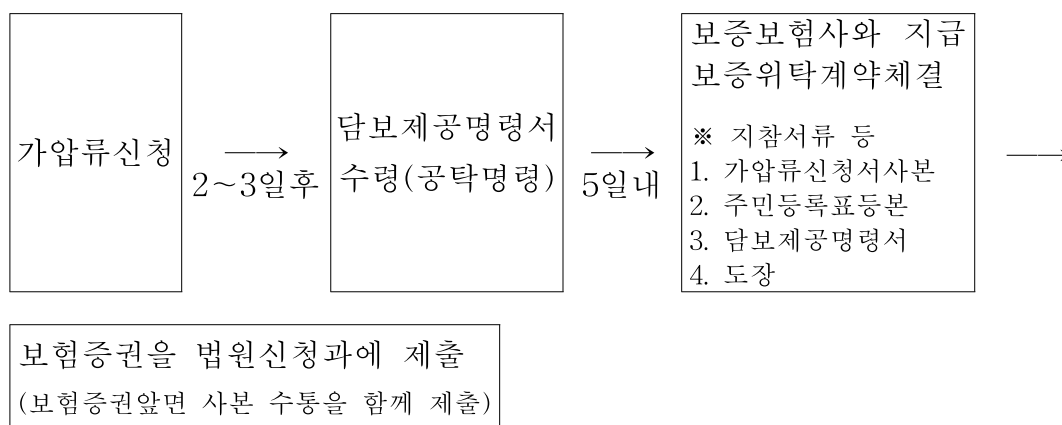 가압류신청
⟶
2~3일후
담보제공명령서
수령(공탁명령)
⟶
5일내
보증보험사와 지급
보증위탁계약체결
※ 지참서류 등
1. 가압류신청서사본
2. 주민등록표등본
3. 담보제공명령서
4. 도장
⟶
보험증권을 법원신청과에 제출
(보험증권앞면 사본 수통을 함께 제출)